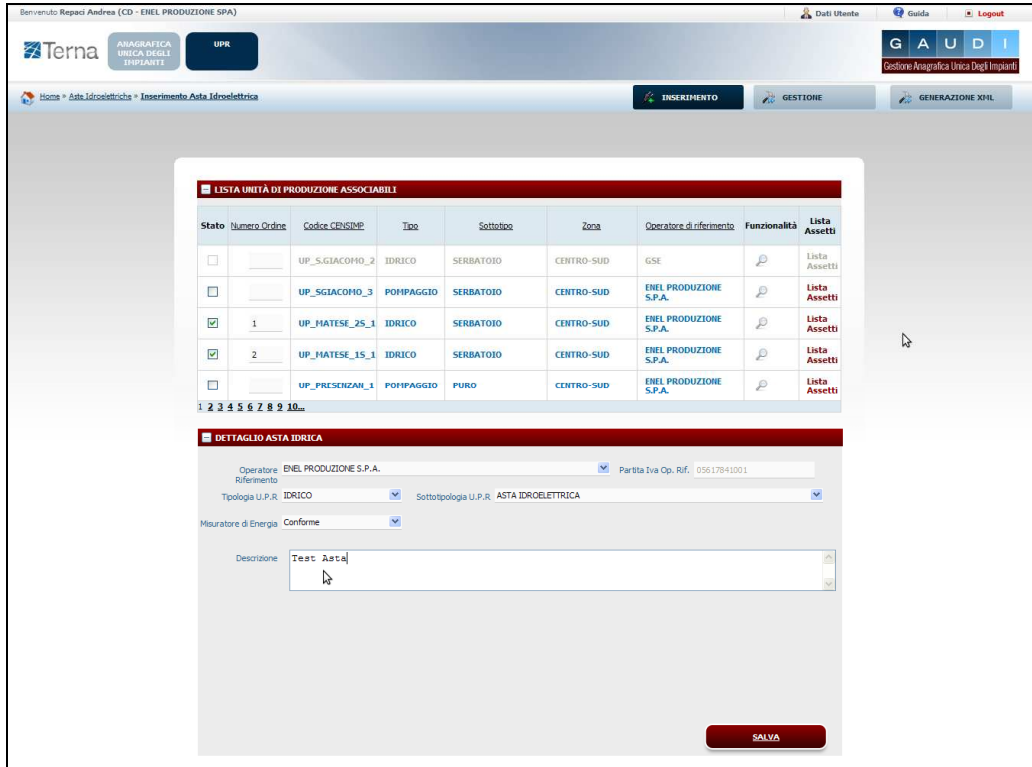 Benvenuto Repaci Andrea (CD - ENEL PRODUZIONE SPA) Dati Utente Guida Logout
Terna ANAGRAFICA UNICA DEGLI IMPIANTI UPR GAUDI
Gestione Anagrafica Unica Degli Impianti
Home » Aste Idroelettriche » Inserimento Asta Idroelettrica INSERIMENTO GESTIONE GENERAZIONE XML
LISTA UNITÀ DI PRODUZIONE ASSOCIABILI
Stato Numero Ordine Codice CENSIMP Tipo Sottotipo Zona Operatore di riferimento Funzionalità Lista Assetti
UP_S.GIACOMO_2 IDRICO SERBATOIO CENTRO-SUD GSE Lista Assetti
UP_SGIACOMO_3 POMPAGGIO SERBATOIO CENTRO-SUD ENEL PRODUZIONE S.P.A. Lista Assetti
1 UP_MATESE_2S_1 IDRICO SERBATOIO CENTRO-SUD ENEL PRODUZIONE S.P.A. Lista Assetti
2 UP_MATESE_1S_1 IDRICO SERBATOIO CENTRO-SUD ENEL PRODUZIONE S.P.A. Lista Assetti
UP_PRESENZAN_1 POMPAGGIO PURO CENTRO-SUD ENEL PRODUZIONE S.P.A. Lista Assetti
1 2 3 4 5 6 7 8 9 10...
DETTAGLIO ASTA IDRICA
Operatore Riferimento ENEL PRODUZIONE S.P.A. Partita Iva Op. Rif. 05617841001
Tipologia U.P.R IDRICO Sottotipologia U.P.R ASTA IDROELETTRICA
Misuratore di Energia Conforme
Descrizione Test Asta
SALVA